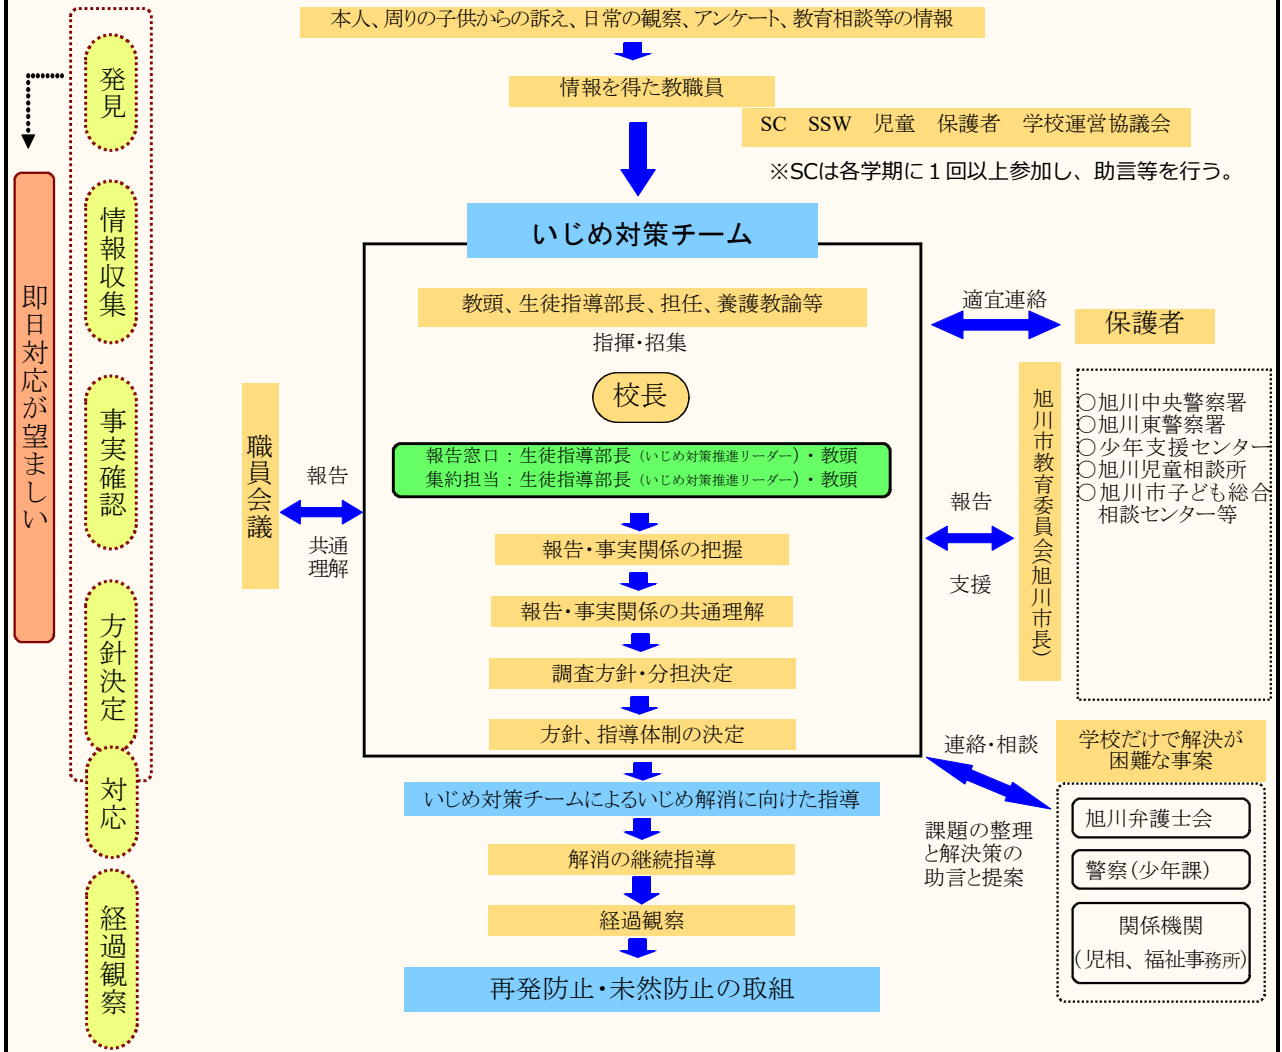 本人、周りの子供からの訴え、日常の観察、アンケート、教育相談等の情報
情報を得た教職員
SC SSW 児童 保護者 学校運営協議会
※SCは各学期に１回以上参加し、助言等を行う。
発見
情報収集
事実確認
方針決定
対応
経過観察
即日対応が望ましい
いじめ対策チーム
教頭、生徒指導部長、担任、養護教諭等
指揮・招集
校長
報告窓口：生徒指導部長（いじめ対策推進リーダー）・教頭
集約担当：生徒指導部長（いじめ対策推進リーダー）・教頭
報告・事実関係の把握
報告・事実関係の共通理解
調査方針・分担決定
方針、指導体制の決定
職員会議
報告
共通
理解
適宜連絡
保護者
報告
支援
旭川市教育委員会（旭川市長）
○旭川中央警察署
○旭川東警察署
○少年支援センター
○旭川児童相談所
○旭川市子ども総合
相談センター等
連絡・相談
課題の整理
と解決策の
助言と提案
学校だけで解決が
困難な事案
旭川弁護士会
警察（少年課）
関係機関
（児相、福祉事務所）
いじめ対策チームによるいじめ解消に向けた指導
解消の継続指導
経過観察
再発防止・未然防止の取組